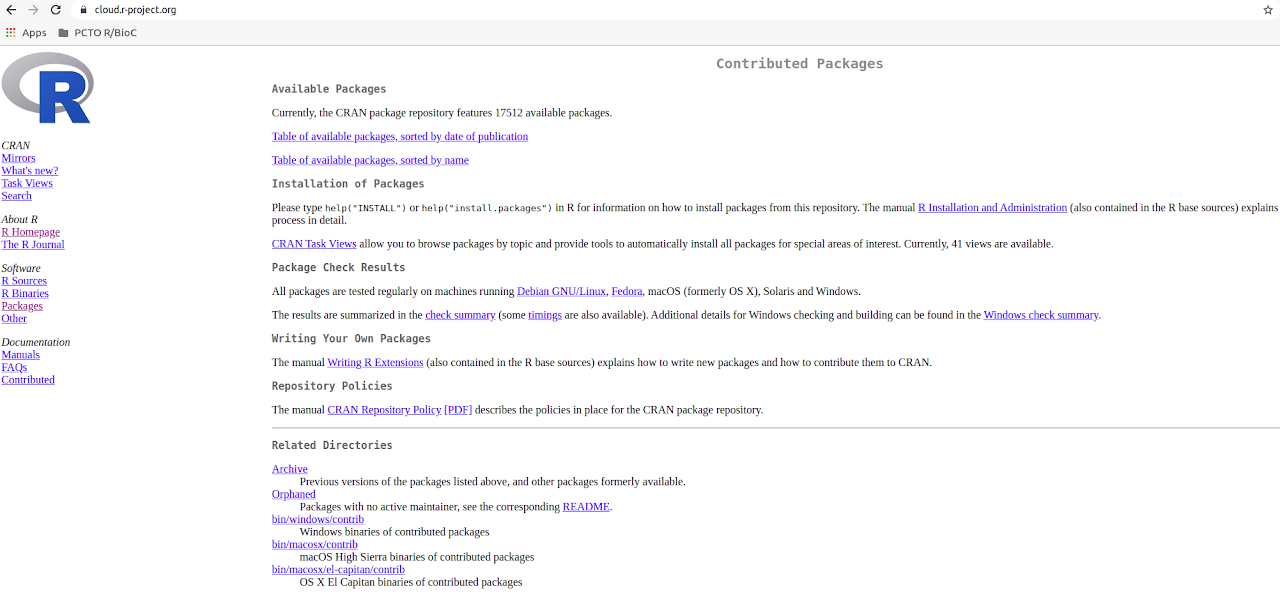 cloud.r-project.org
Apps PCTO R/BioC
R
CRAN
Mirrors
What's new?
Task Views
Search
About R
R Homepage
The R Journal
Software
R Sources
R Binaries
Packages
Other
Documentation
Manuals
FAQs
Contributed
Contributed Packages
Available Packages
Currently, the CRAN package repository features 17512 available packages.
Table of available packages, sorted by date of publication
Table of available packages, sorted by name
Installation of Packages
Please type help("INSTALL") or help("install.packages") in R for information on how to install packages from this repository. The manual R Installation and Administration (also contained in the R base sources) explains
process in detail.
CRAN Task Views allow you to browse packages by topic and provide tools to automatically install all packages for special areas of interest. Currently, 41 views are available.
Package Check Results
All packages are tested regularly on machines running Debian GNU/Linux, Fedora, macOS (formerly OS X), Solaris and Windows.
The results are summarized in the check summary (some timings are also available). Additional details for Windows checking and building can be found in the Windows check summary.
Writing Your Own Packages
The manual Writing R Extensions (also contained in the R base sources) explains how to write new packages and how to contribute them to CRAN.
Repository Policies
The manual CRAN Repository Policy [PDF] describes the policies in place for the CRAN package repository.
Related Directories
Archive
Previous versions of the packages listed above, and other packages formerly available.
Orphaned
Packages with no active maintainer, see the corresponding README.
bin/windows/contrib
Windows binaries of contributed packages
bin/macosx/contrib
macOS High Sierra binaries of contributed packages
bin/macosx/el-capitan/contrib
OS X El Capitan binaries of contributed packages